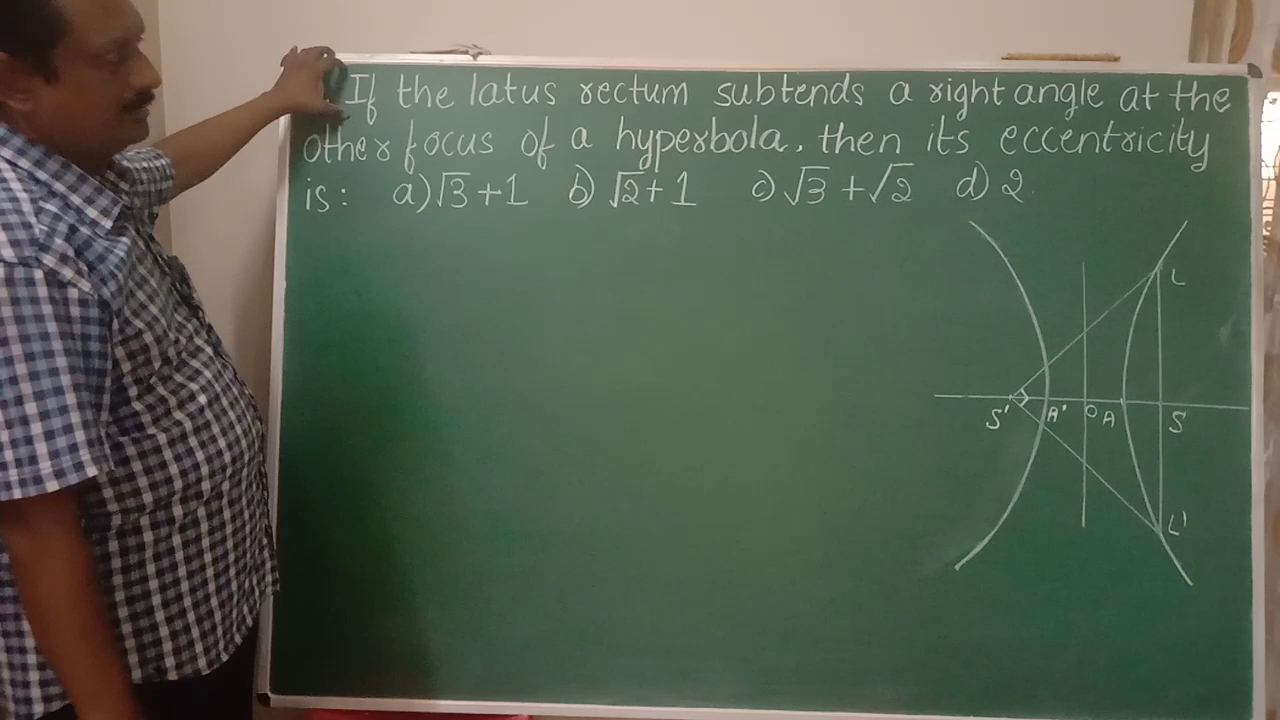 If the latus rectum subtends a right angle at the
other focus of a hyperbola, then its eccentricity
is: a) √3+1 b) √2+1 c) √3+√2 d) 2
L
S' A' O A S
L'